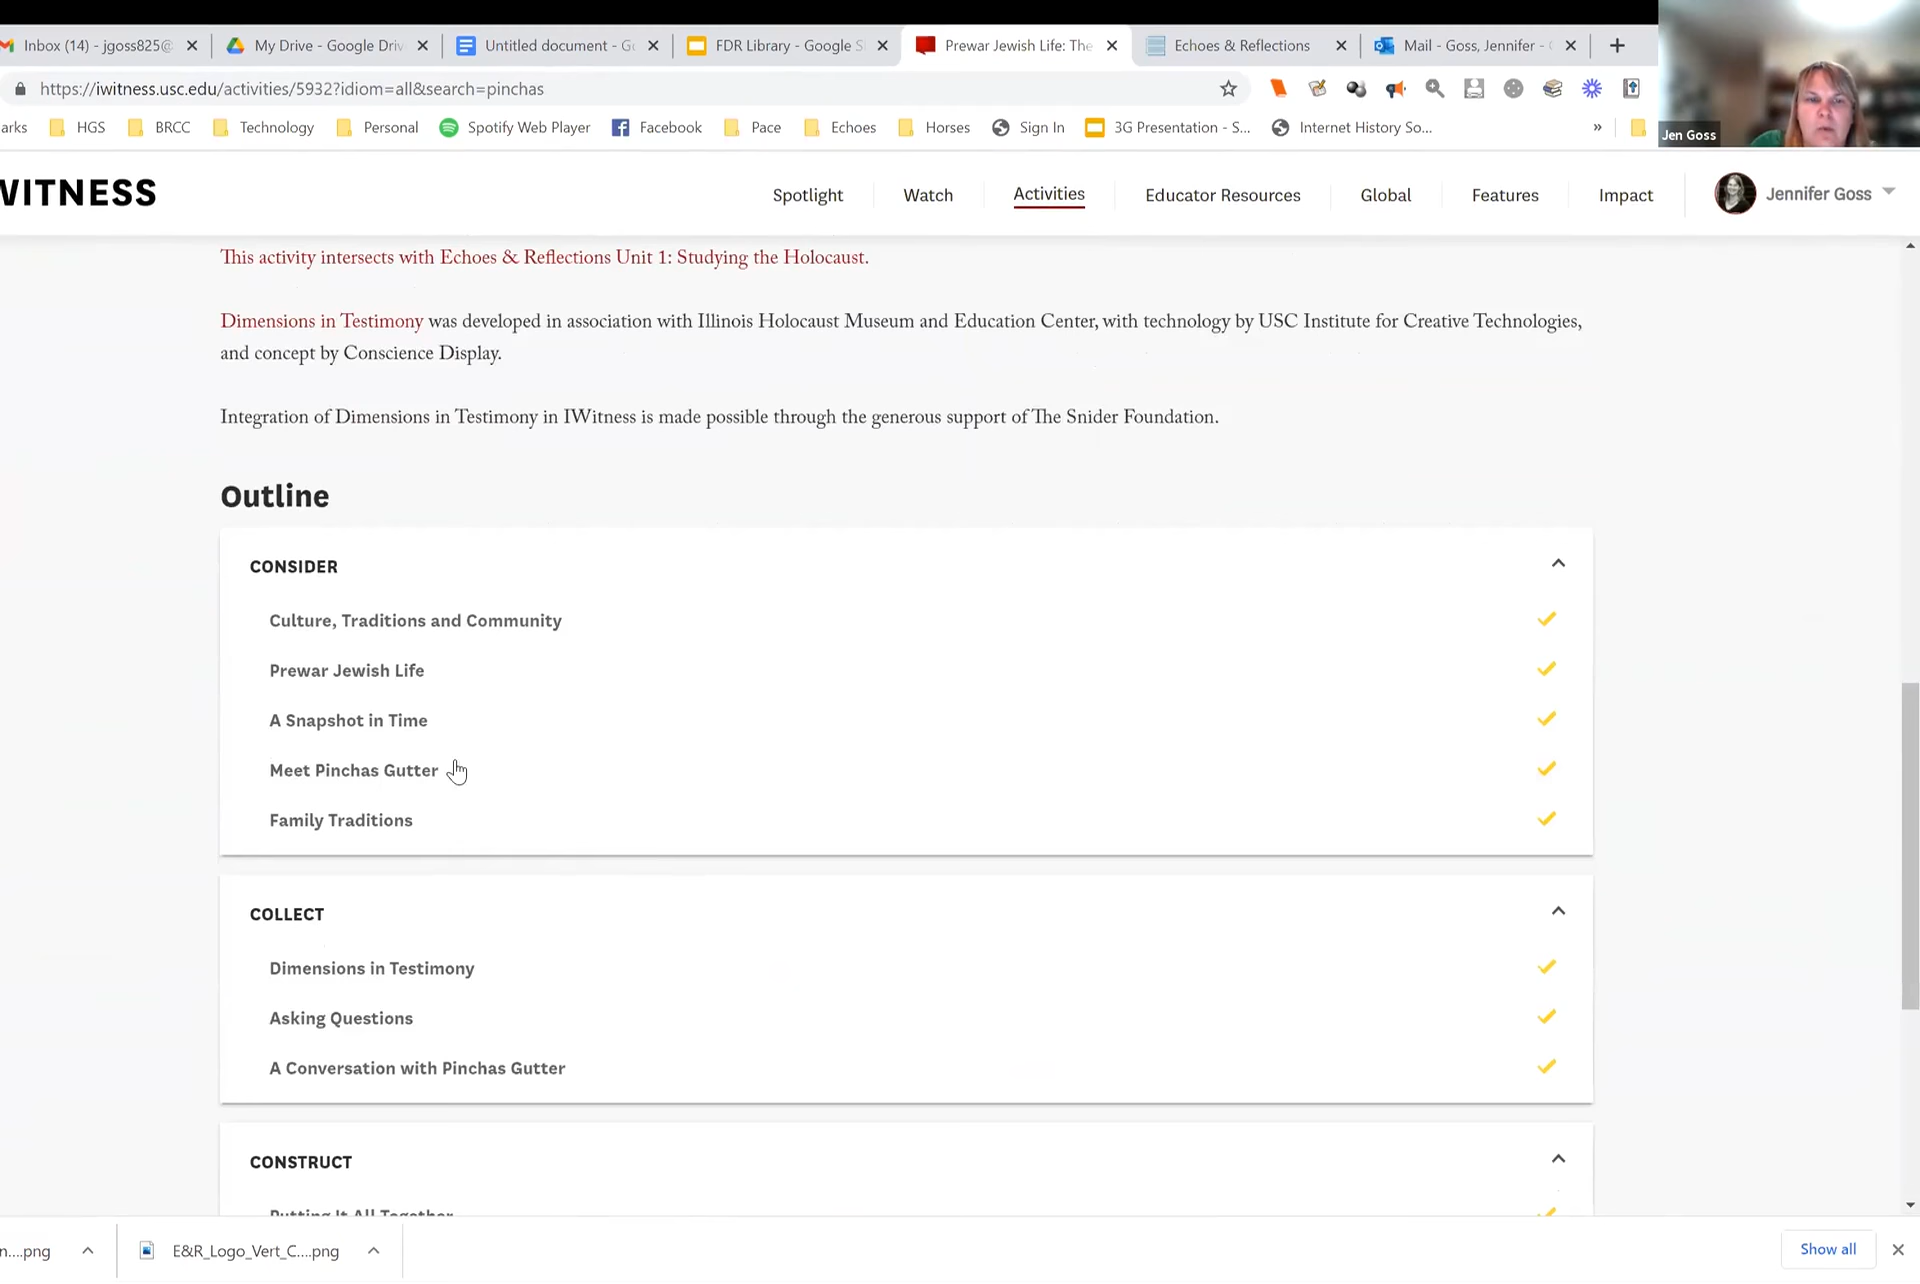 Inbox (14) - jgoss825@
My Drive - Google Driv
Untitled document - G
FDR Library - Google S
Prewar Jewish Life: The
Echoes & Reflections
Mail - Goss, Jennifer -
https://iwitness.usc.edu/activities/5932?idiom=all&search=pinchas
arks
HGS
BRCC
Technology
Personal
Spotify Web Player
Facebook
Pace
Echoes
Horses
Sign In
3G Presentation - S...
Internet History So...
»
Jen Goss
WITNESS
Spotlight
Watch
Activities
Educator Resources
Global
Features
Impact
Jennifer Goss
This activity intersects with Echoes & Reflections Unit 1: Studying the Holocaust.
Dimensions in Testimony was developed in association with Illinois Holocaust Museum and Education Center, with technology by USC Institute for Creative Technologies,
and concept by Conscience Display.
Integration of Dimensions in Testimony in IWitness is made possible through the generous support of The Snider Foundation.
Outline
CONSIDER
Culture, Traditions and Community
Prewar Jewish Life
A Snapshot in Time
Meet Pinchas Gutter
Family Traditions
COLLECT
Dimensions in Testimony
Asking Questions
A Conversation with Pinchas Gutter
CONSTRUCT
Putting It All Together
n....png
E&R_Logo_Vert_C....png
Show all